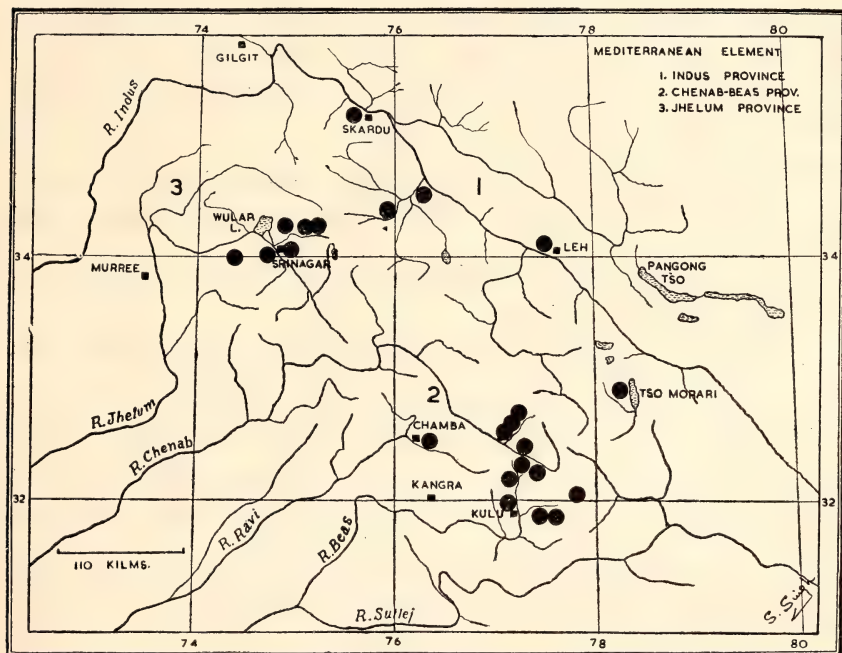 74 76 78 80
GILGIT
MEDITERRANEAN ELEMENT
1. INDUS PROVINCE
2. CHENAB-BEAS PROV.
3. JHELUM PROVINCE
R. Indus
SKARDU
3
1
WULAR
L.
34 34
SRINAGAR
LEH
MURREE
PANGONG
TSO
2
TSO MORARI
R. Jhelum
CHAMBA
R. Chenab
KANGRA
32 32
KULU
R. Ravi
R. Beas
110 KILMS.
R. Sutlej
74 76 78 80